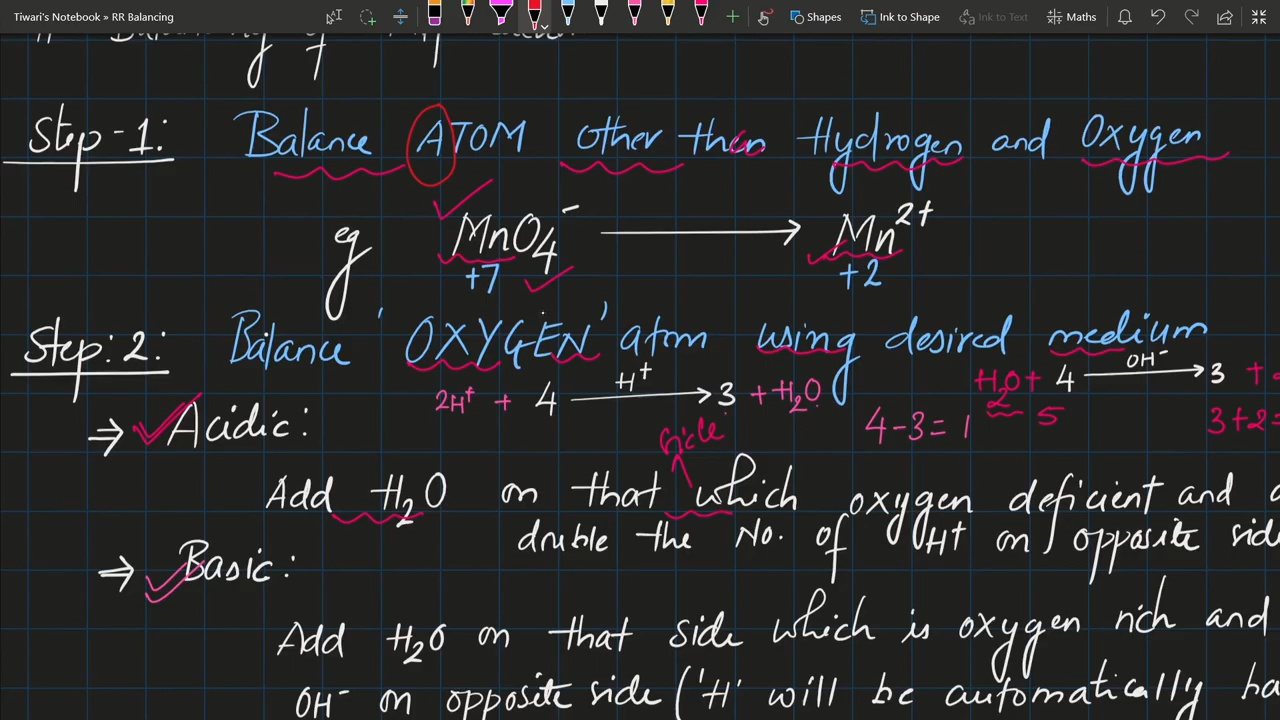 Tiwari's Notebook » RR Balancing
Shapes Ink to Shape Ink to Text Maths
of
Step-1: Balance ATOM other than Hydrogen and Oxygen
eg MnO4⁻ ⟶ Mn²⁺
+7 +2
Step: 2: Balance 'OXYGEN' atom using desired medium
2H⁺ + 4 H⁺ ⟶ 3 + H₂O H₂O + 4 OH⁻ ⟶ 3 +
2 5
⇒ Acidic: side 4-3=1 3+2=
Add H₂O on that which oxygen deficient and
druble the No. of H⁺ on opposite side
⇒ Basic:
Add H₂O on that side which is oxygen rich and
OH⁻ on opposite side ('H' will be automatically ba